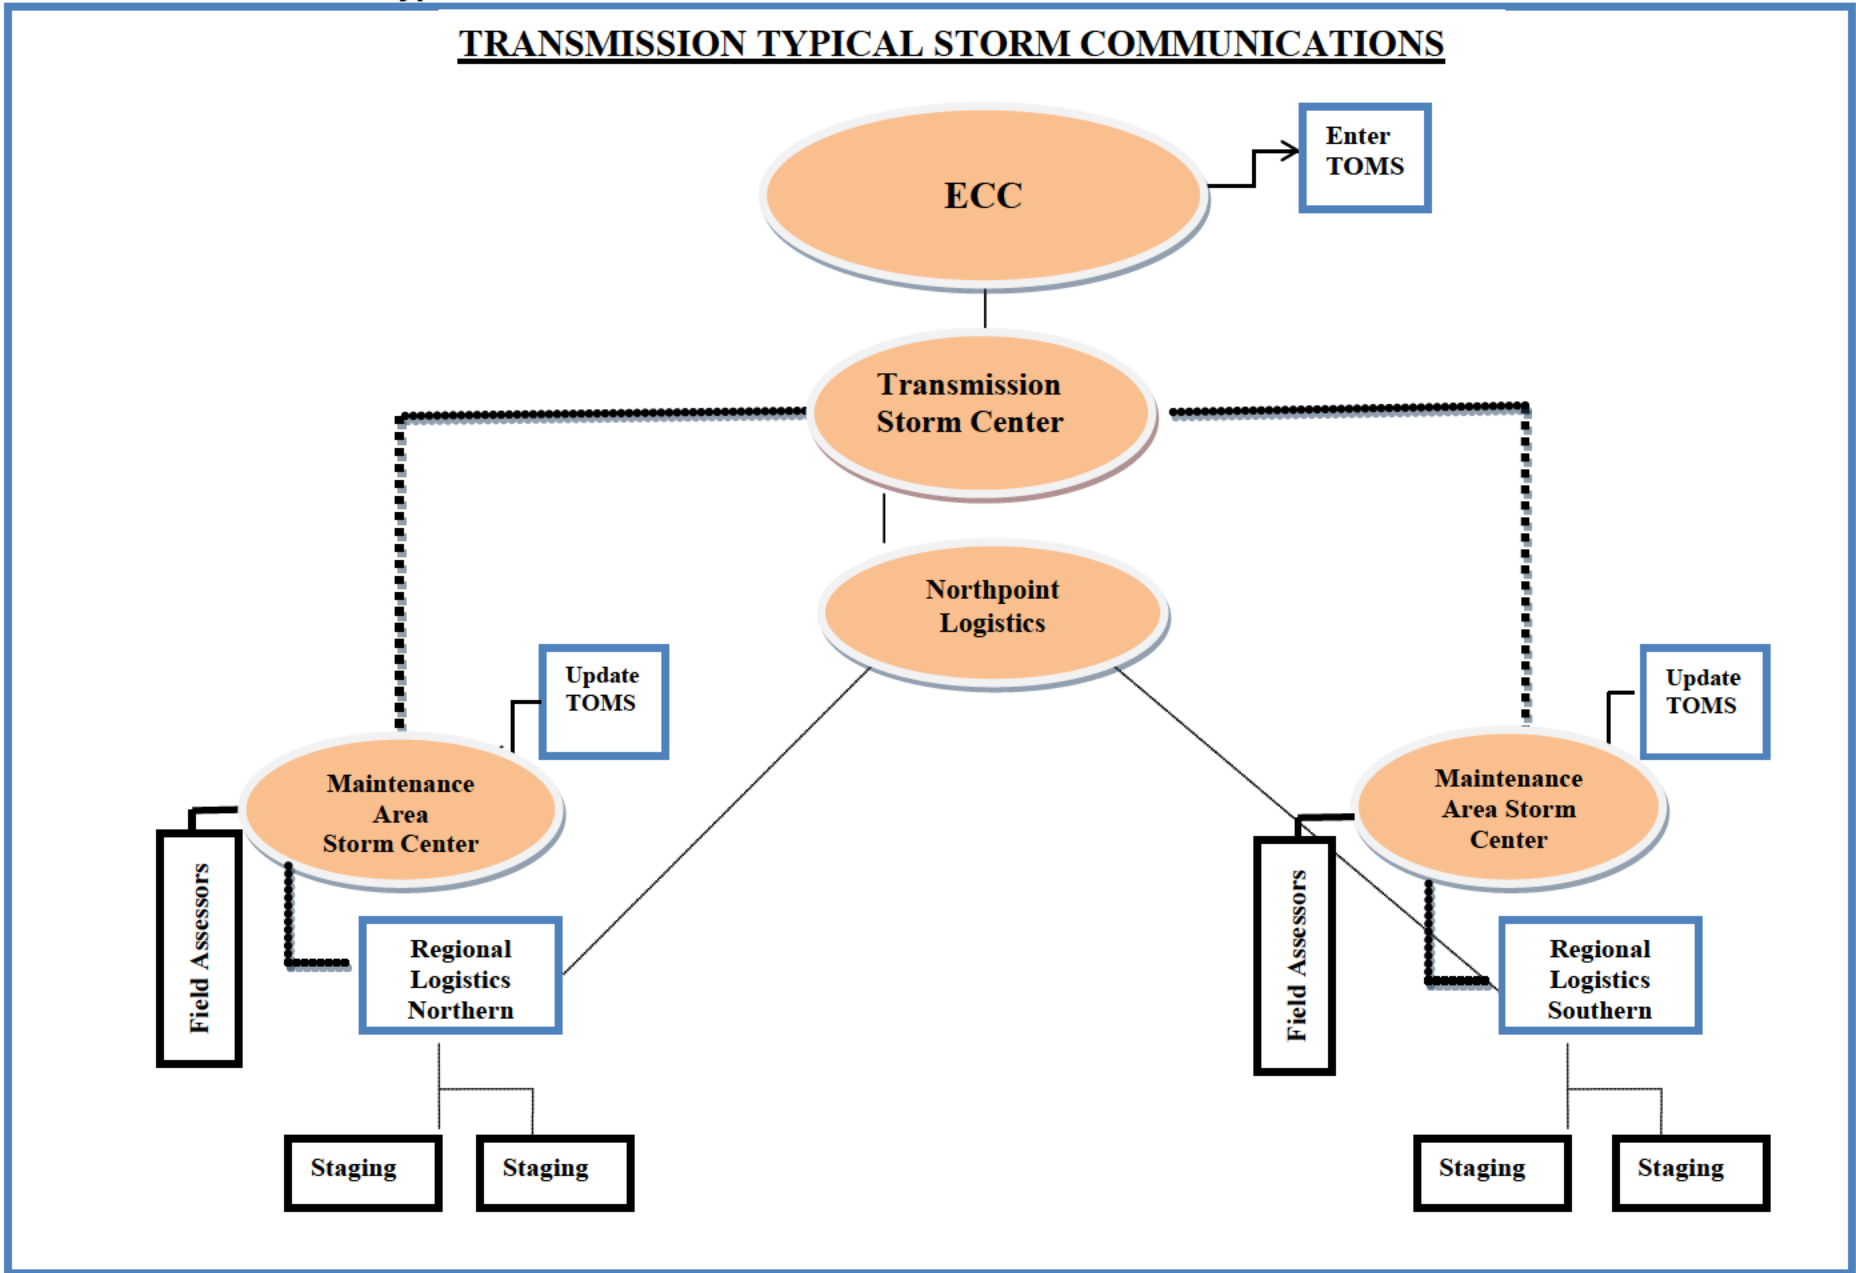 TRANSMISSION TYPICAL STORM COMMUNICATIONS
ECC
Enter
TOMS
Transmission
Storm Center
Northpoint
Logistics
Update
TOMS
Update
TOMS
Maintenance
Area
Storm Center
Maintenance
Area Storm
Center
Field Assessors
Regional
Logistics
Northern
Field Assessors
Regional
Logistics
Southern
Staging
Staging
Staging
Staging